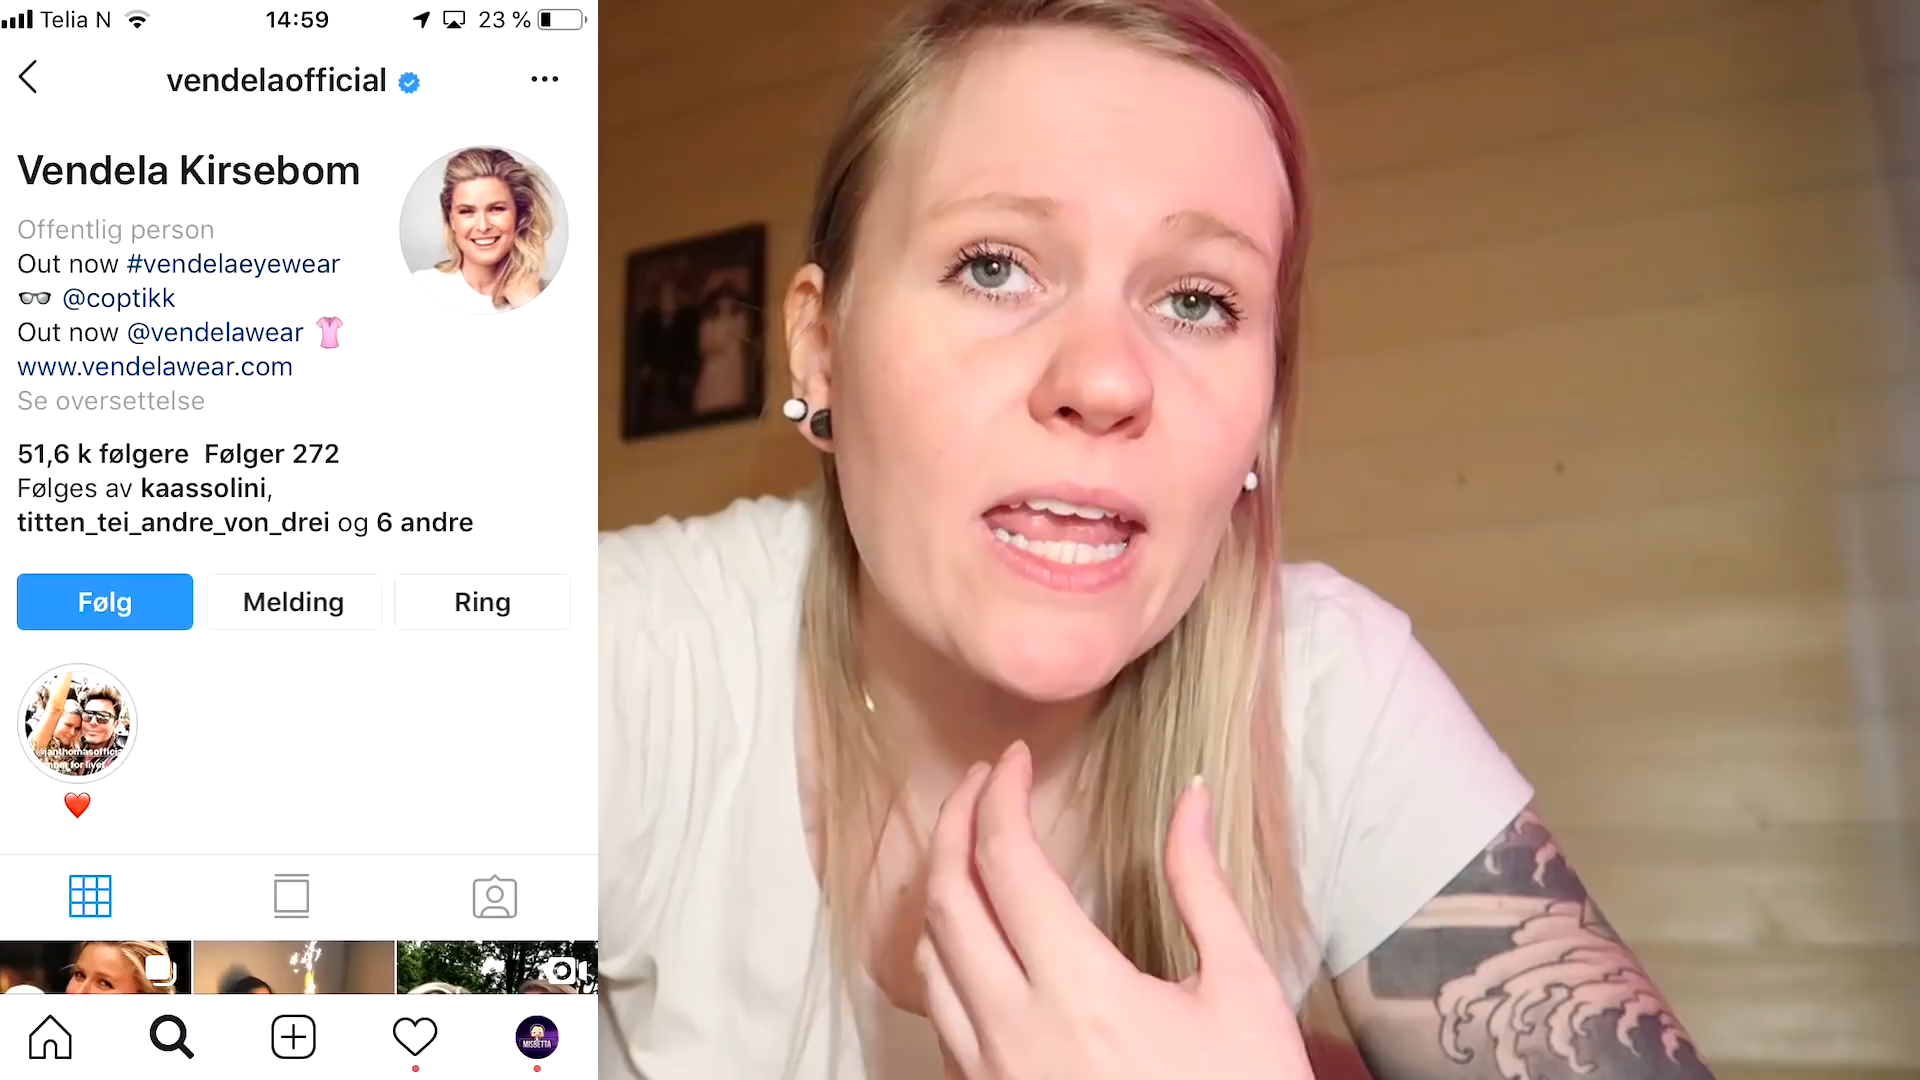 Telia N 14:59 23 %
vendelaofficial
Vendela Kirsebom
Offentlig person
Out now #vendelaeyewear
@coptikk
Out now @vendelawear
www.vendelawear.com
Se oversettelse
51,6 k følgere Følger 272
Følges av kaassolini,
titten_tei_andre_von_drei og 6 andre
Følg Melding Ring
MISBETTA